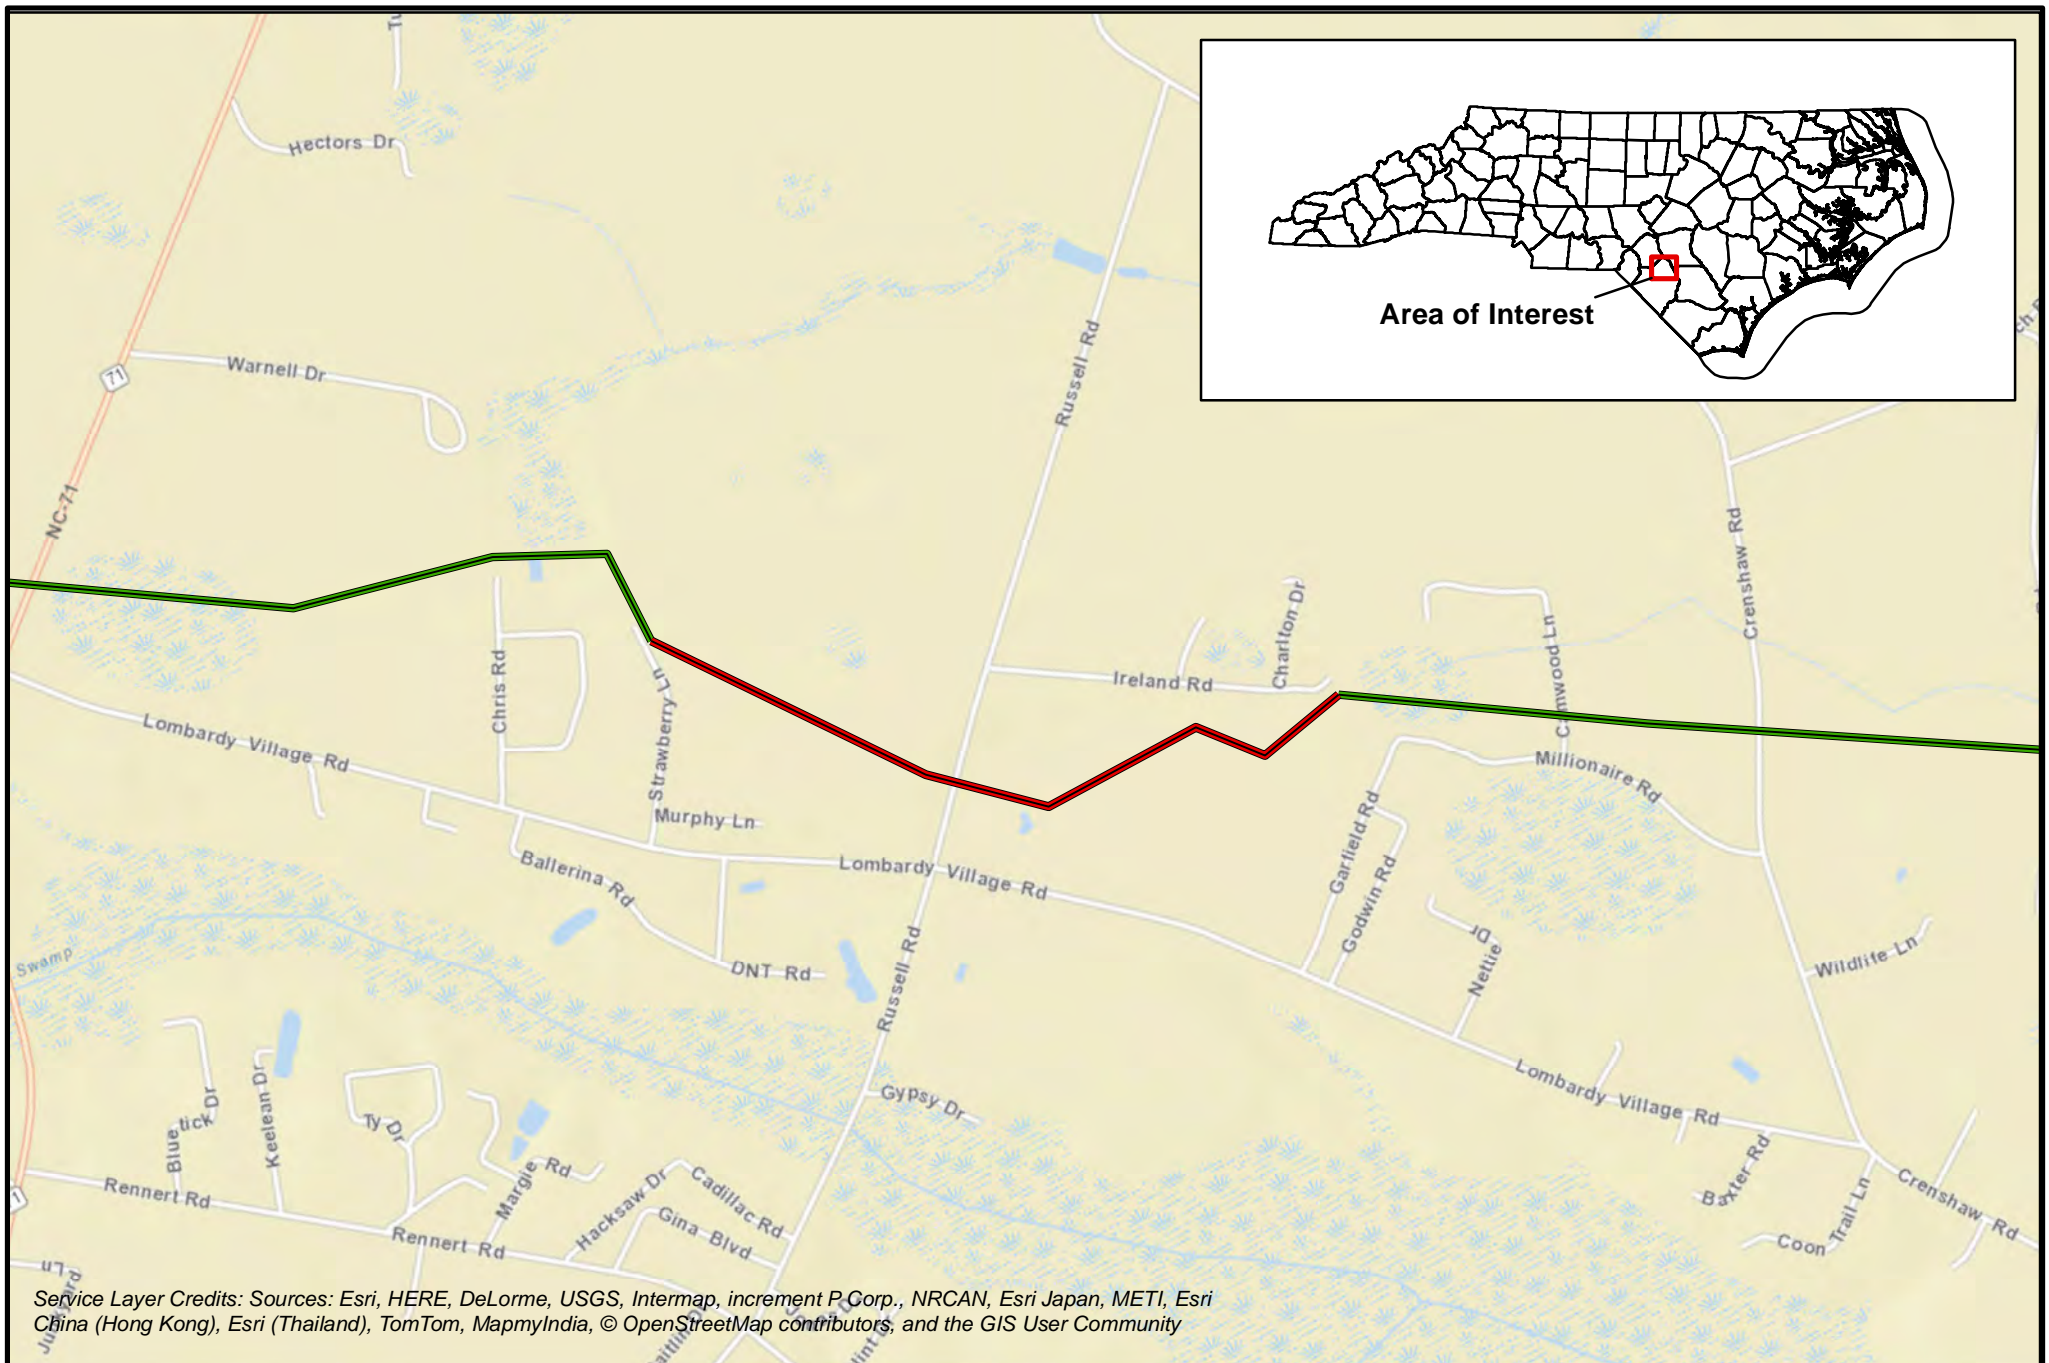 Hectors Dr
Area of Interest
Warnell Dr
71
Russell Rd
NC-71
Crenshaw Rd
Charlton Dr
Ireland Rd
Camwood Ln
Chris Rd
Strawberry Ln
Lombardy Village Rd
Millionaire Rd
Murphy Ln
Garfield Rd
Godwin Rd
Lombardy Village Rd
Ballerina Rd
Nettie Dr
Wildlife Ln
Swamp
DNT Rd
Russell Rd
Lombardy Village Rd
Gypsy Dr
Bluetick Dr
Keelean Dr
Ty Dr
Margie Rd
Baxter Rd
Coon Trail Ln
Crenshaw Rd
Rennert Rd
Hacksaw Dr
Cadillac Rd
Gina Blvd
Rennert Rd
Ln
Service Layer Credits: Sources: Esri, HERE, DeLorme, USGS, Intermap, increment P Corp., NRCAN, Esri Japan, METI, Esri
China (Hong Kong), Esri (Thailand), TomTom, MapmyIndia, © OpenStreetMap contributors, and the GIS User Community